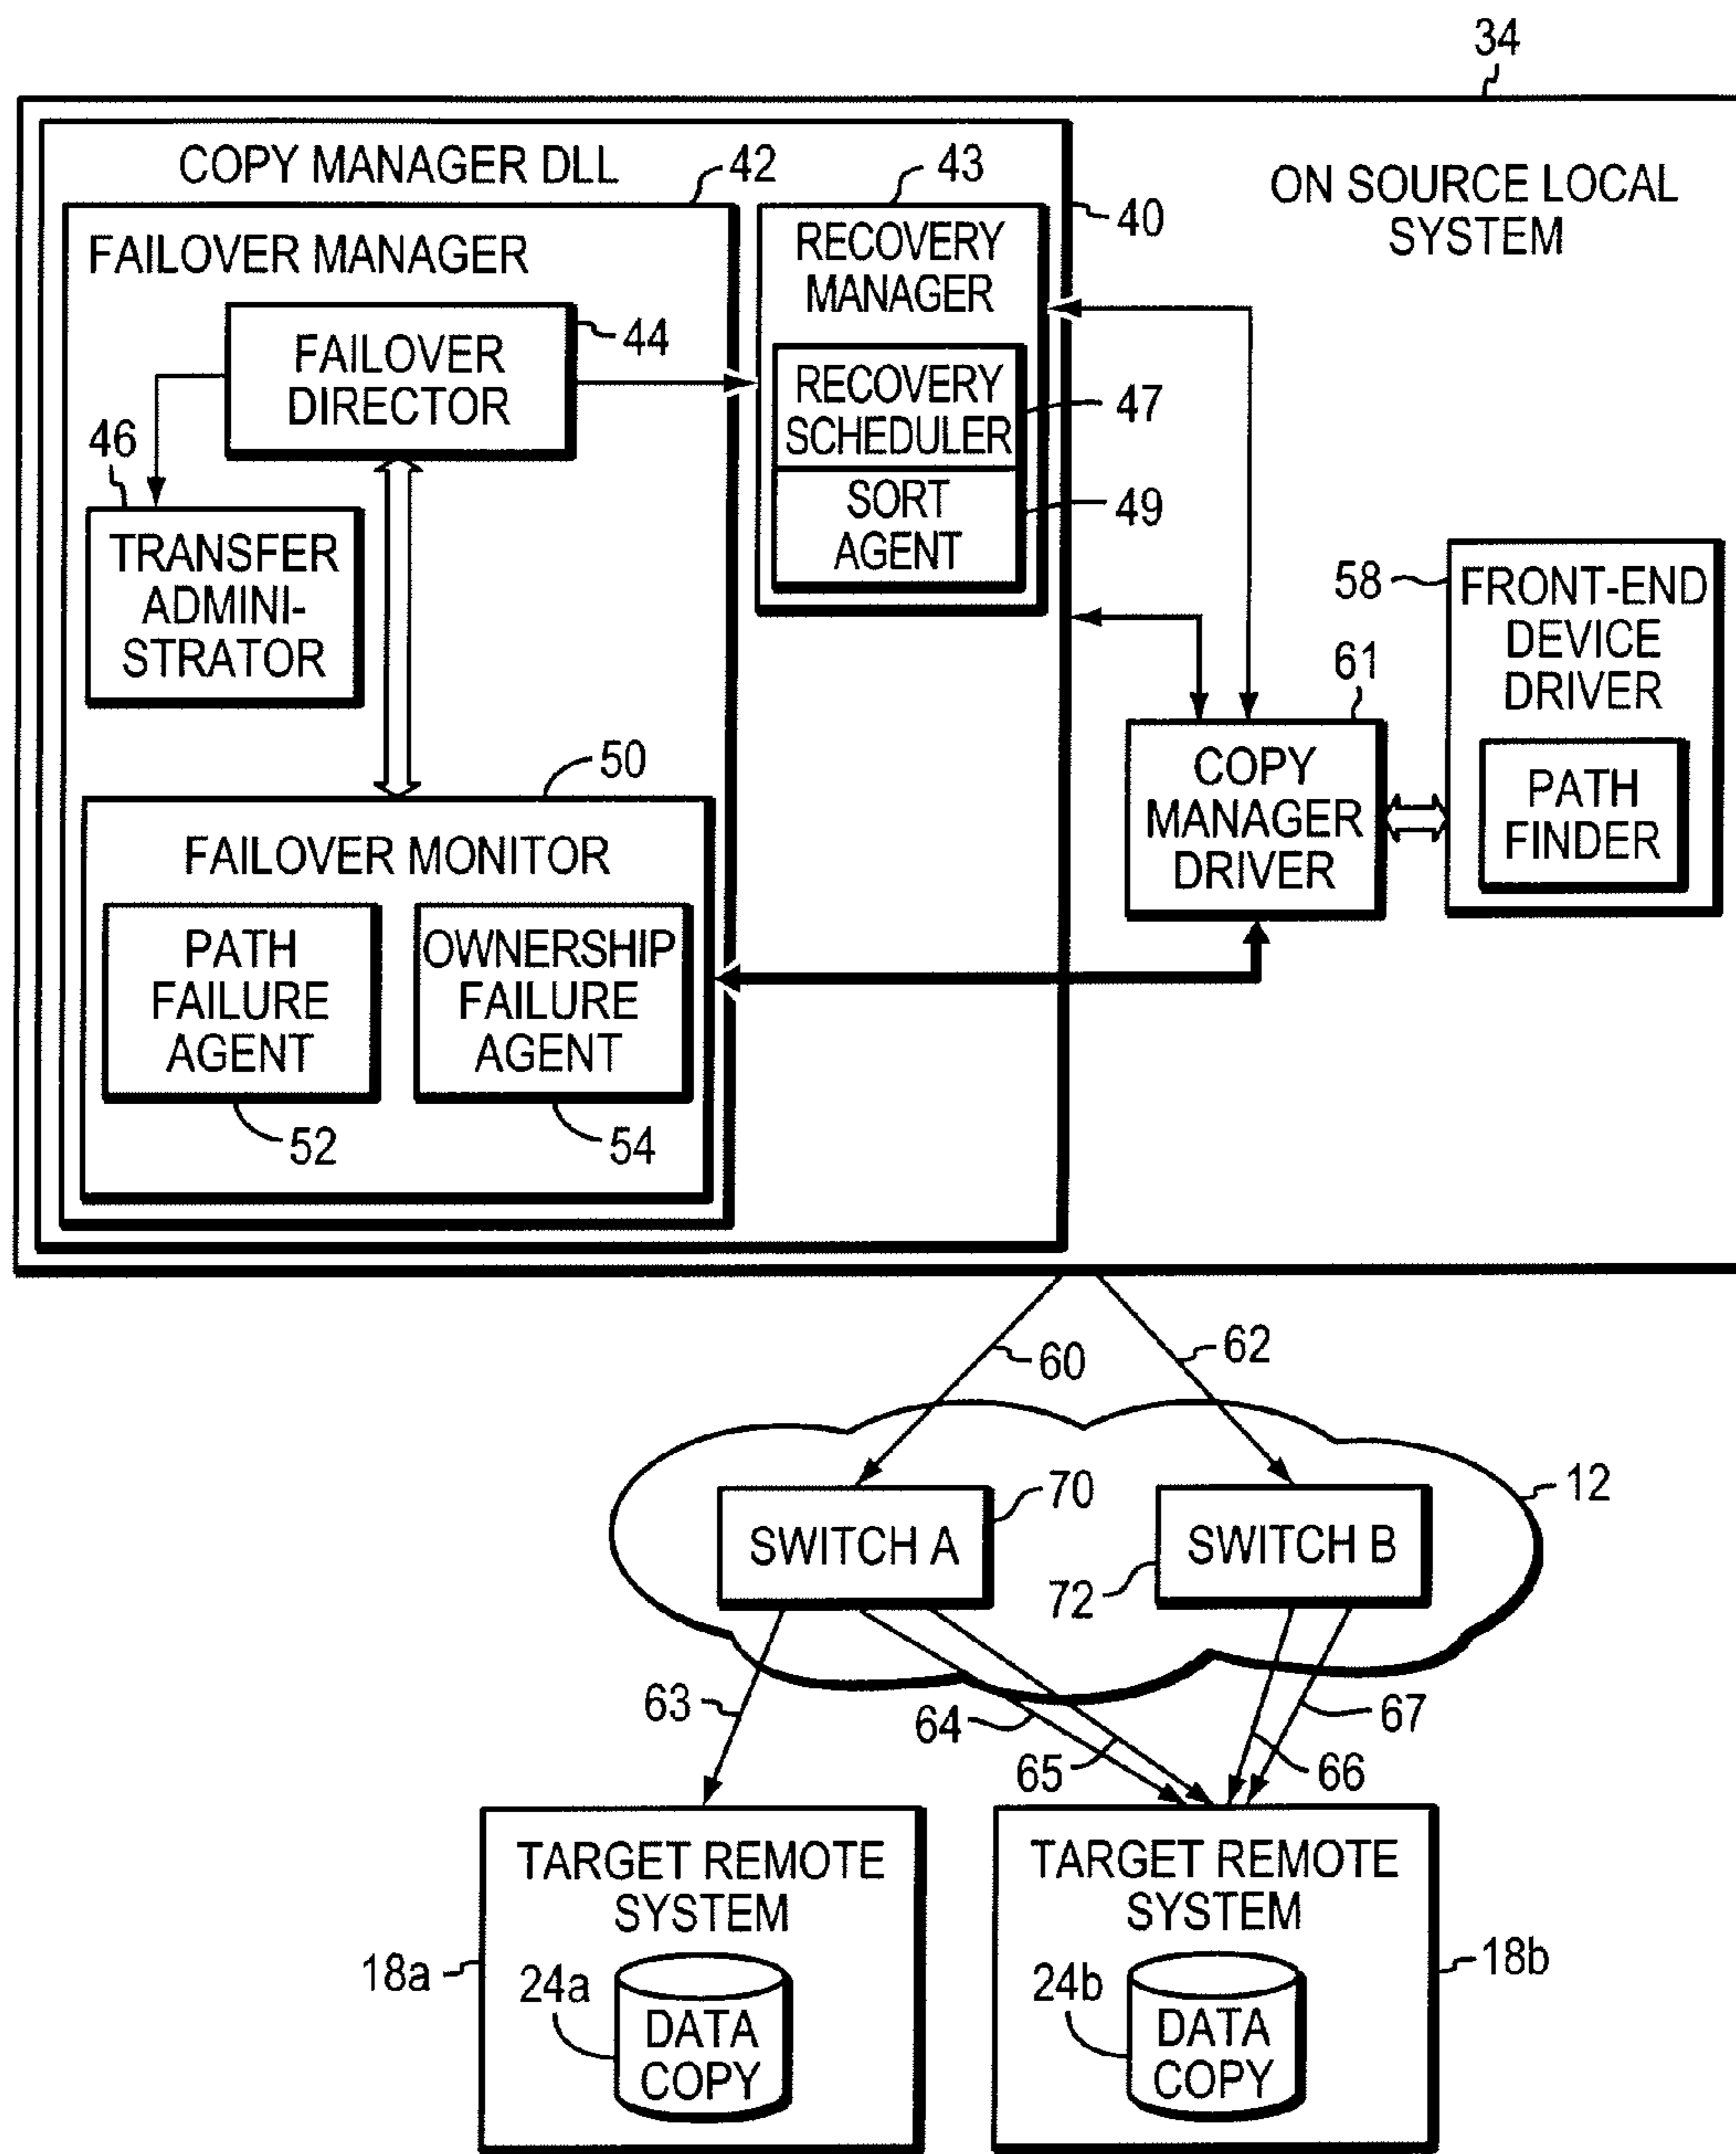 34
COPY MANAGER DLL
42
43
40
ON SOURCE LOCAL
SYSTEM
FAILOVER MANAGER
RECOVERY
MANAGER
44
FAILOVER
DIRECTOR
RECOVERY
SCHEDULER
47
46
SORT
AGENT
49
TRANSFER
ADMINI-
STRATOR
58
FRONT-END
DEVICE
DRIVER
61
50
COPY
MANAGER
DRIVER
PATH
FINDER
FAILOVER MONITOR
PATH
FAILURE
AGENT
OWNERSHIP
FAILURE
AGENT
52
54
60
62
12
70
SWITCH A
SWITCH B
72
63
64
65
66
67
TARGET REMOTE
SYSTEM
TARGET REMOTE
SYSTEM
18a
24a
DATA
COPY
24b
DATA
COPY
18b